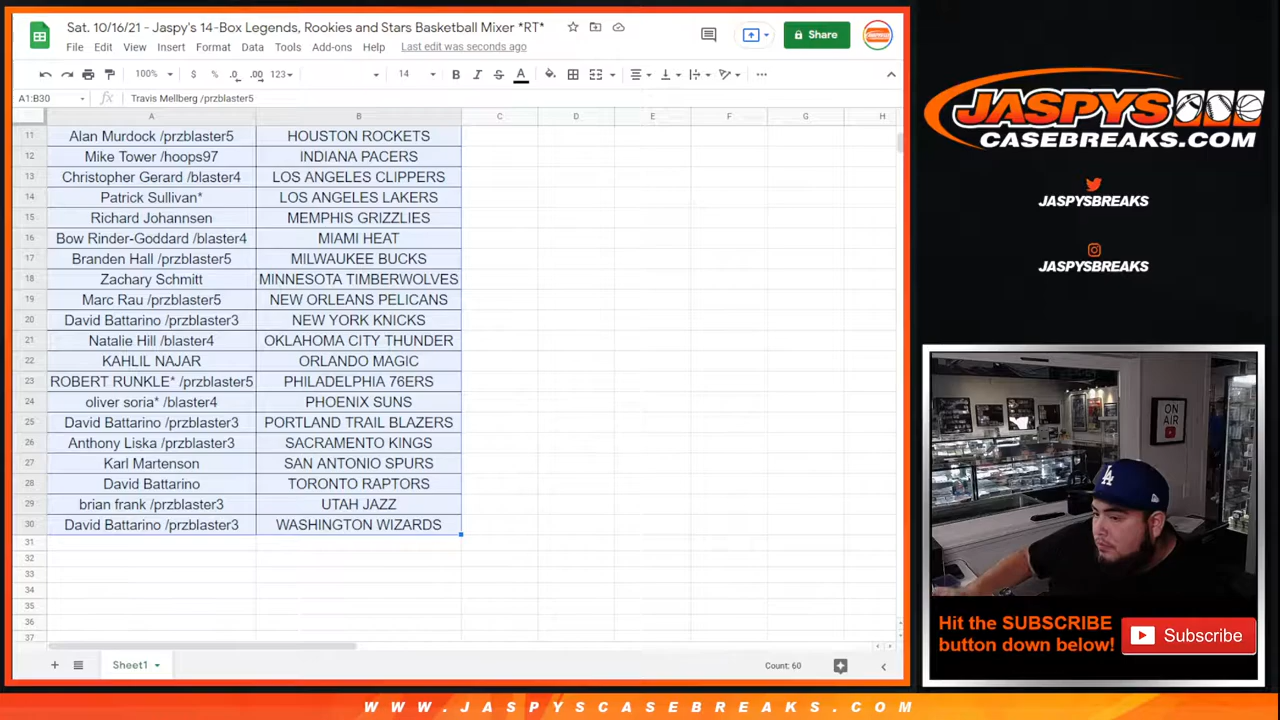 Sat. 10/16/21 - Jaspy's 14-Box Legends, Rookies and Stars Basketball Mixer *RT*
File Edit View Insert Format Data Tools Add-ons Help Last edit was seconds ago
Share
100% $ % .0 .00 123 14 B I S A
A1:B30 fx Travis Mellberg /przblaster5
A B C D E F G H
11 Alan Murdock /przblaster5 HOUSTON ROCKETS
12 Mike Tower /hoops97 INDIANA PACERS
13 Christopher Gerard /blaster4 LOS ANGELES CLIPPERS
14 Patrick Sullivan* LOS ANGELES LAKERS
15 Richard Johannsen MEMPHIS GRIZZLIES
16 Bow Rinder-Goddard /blaster4 MIAMI HEAT
17 Branden Hall /przblaster5 MILWAUKEE BUCKS
18 Zachary Schmitt MINNESOTA TIMBERWOLVES
19 Marc Rau /przblaster5 NEW ORLEANS PELICANS
20 David Battarino /przblaster3 NEW YORK KNICKS
21 Natalie Hill /blaster4 OKLAHOMA CITY THUNDER
22 KAHLIL NAJAR ORLANDO MAGIC
23 ROBERT RUNKLE* /przblaster5 PHILADELPHIA 76ERS
24 oliver soria* /blaster4 PHOENIX SUNS
25 David Battarino /przblaster3 PORTLAND TRAIL BLAZERS
26 Anthony Liska /przblaster3 SACRAMENTO KINGS
27 Karl Martenson SAN ANTONIO SPURS
28 David Battarino TORONTO RAPTORS
29 brian frank /przblaster3 UTAH JAZZ
30 David Battarino /przblaster3 WASHINGTON WIZARDS
31
32
33
34
35
36
37
Sheet1
Count: 60
JASPYS
CASEBREAKS.COM
JASPYSBREAKS
JASPYSBREAKS
ON
AIR
LA
Hit the SUBSCRIBE
button down below!
Subscribe
WWW.JASPYSCASEBREAKS.COM